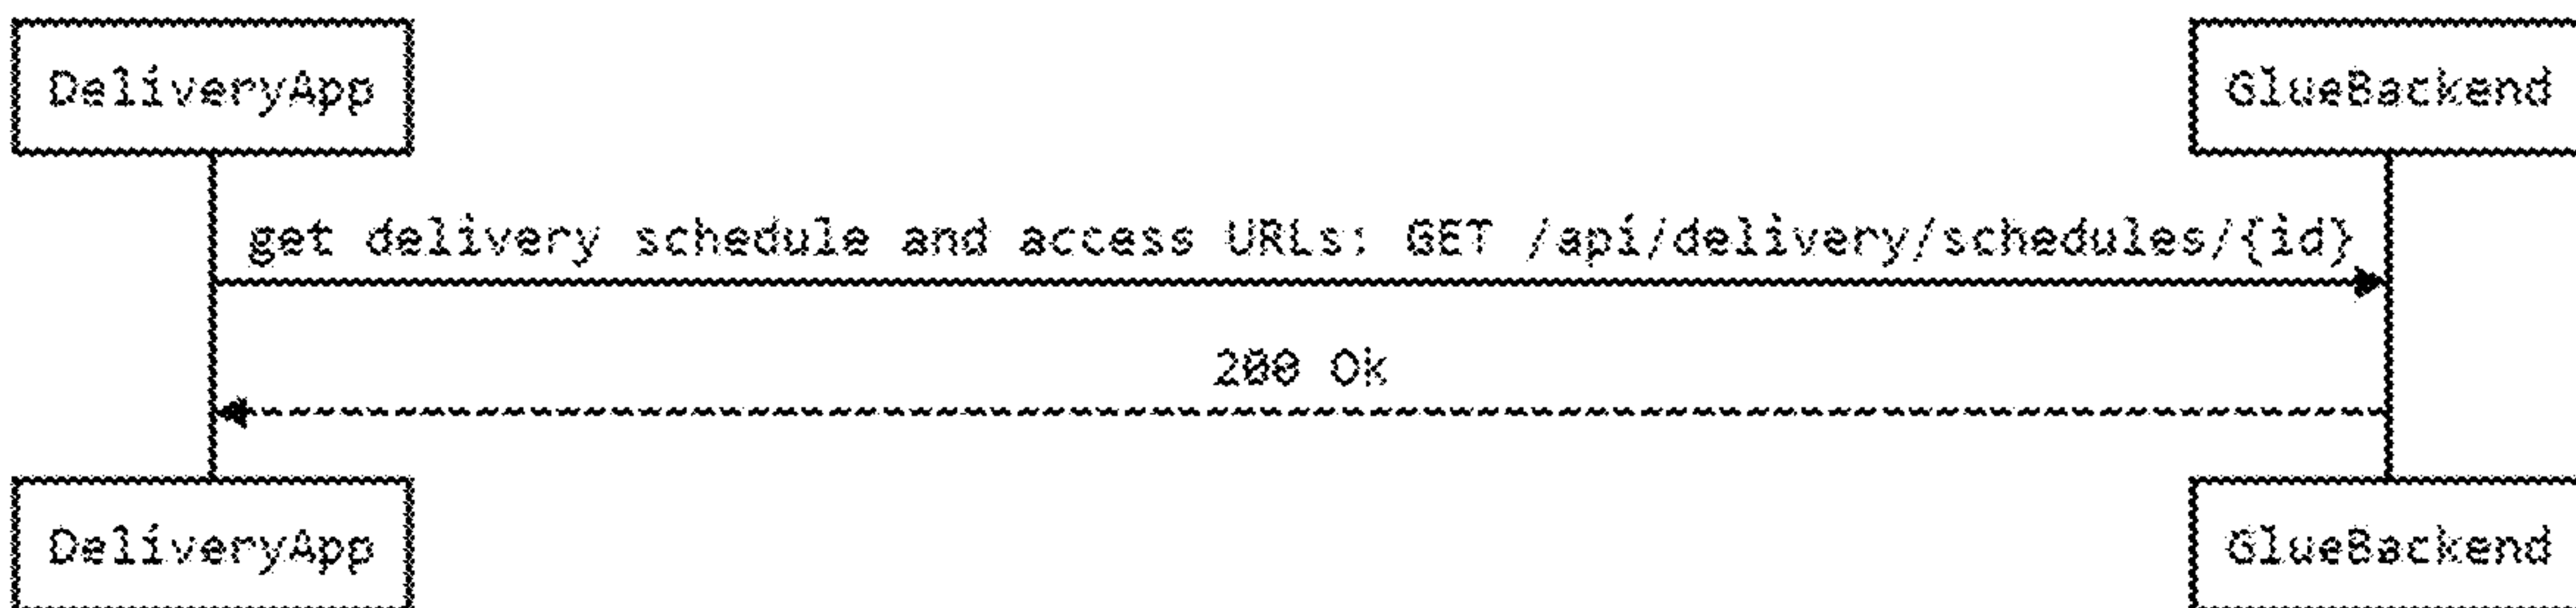 DeliveryApp
GlueBackend
get delivery schedule and access URLs: GET /api/delivery/schedules/{id}
200 Ok
DeliveryApp
GlueBackend